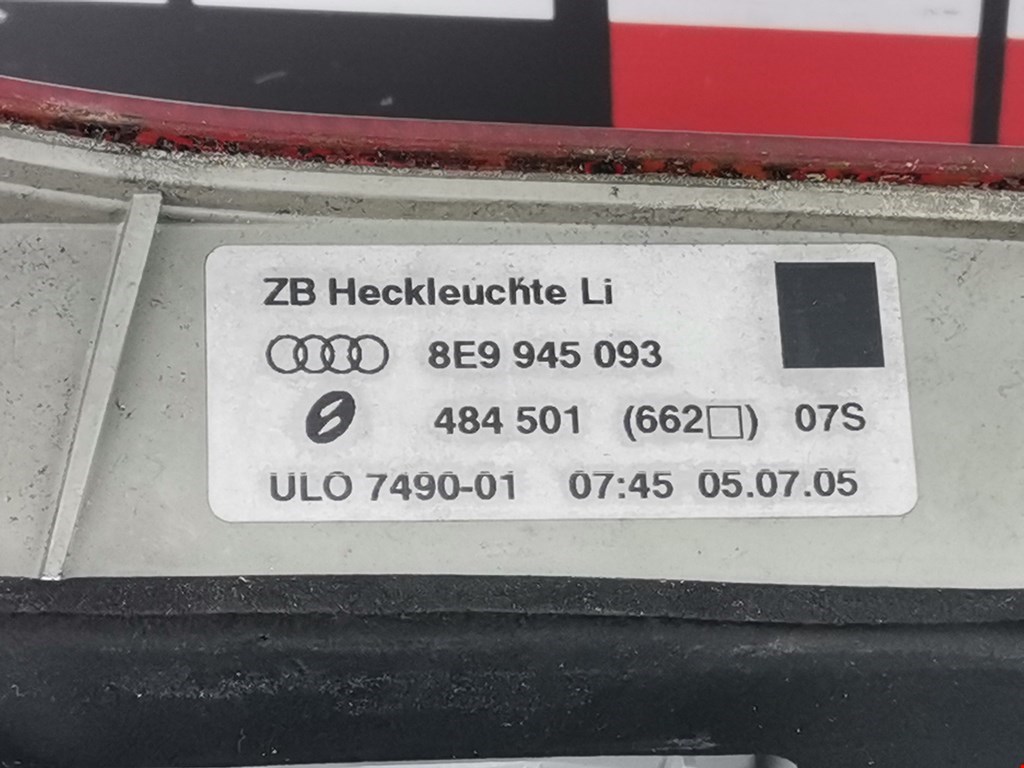 ZB Heckleuchte Li
8E9 945 093
484 501 (662□) 07S
ULO 7490-01 07:45 05.07.05